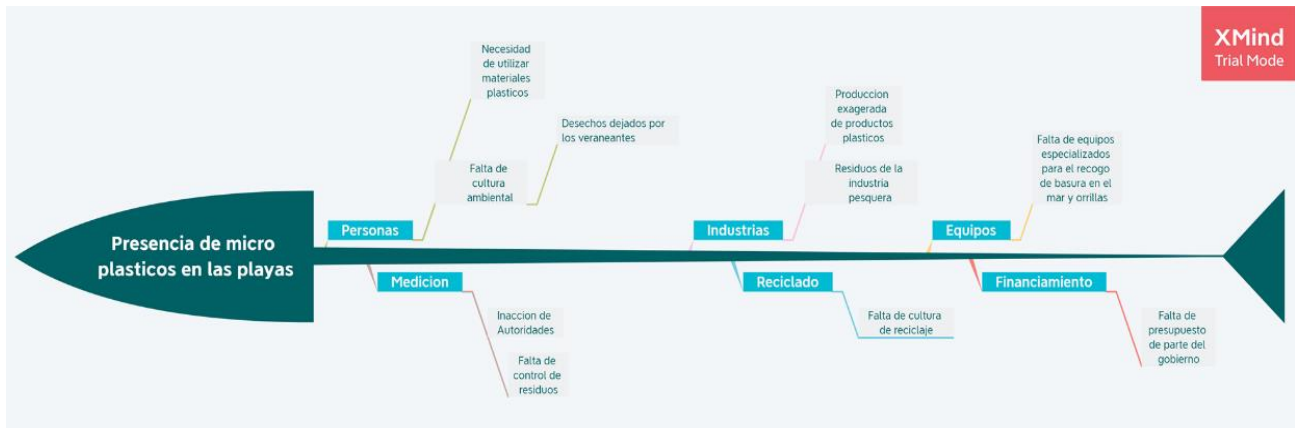 XMind
Trial Mode
Presencia de micro
plasticos en las playas
Personas
Necesidad
de utilizar
materiales
plasticos
Falta de
cultura
ambiental
Desechos dejados por
los veraneantes
Industrias
Produccion
exagerada
de productos
plasticos
Residuos de la
industria
pesquera
Equipos
Falta de equipos
especializados
para el recogo
de basura en el
mar y orrillas
Medicion
Inaccion de
Autoridades
Falta de
control de
residuos
Reciclado
Falta de cultura
de reciclaje
Financiamiento
Falta de
presupuesto
de parte del
gobierno